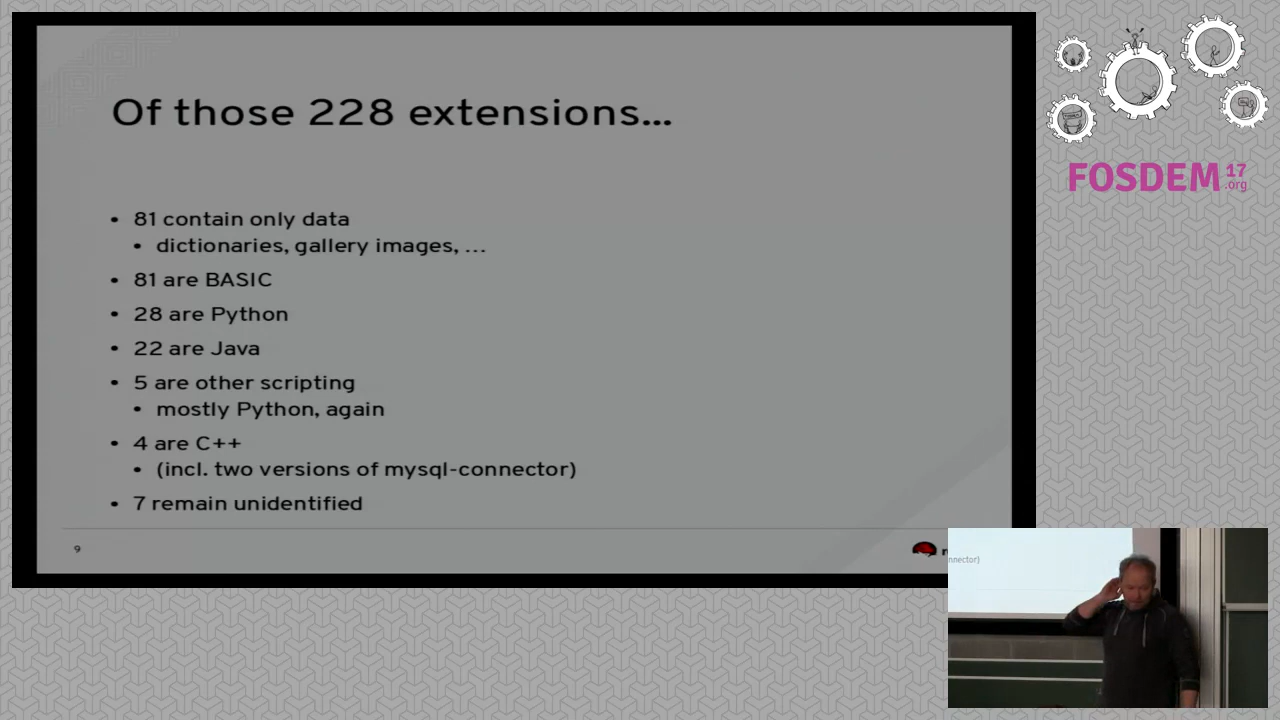 Of those 228 extensions...
• 81 contain only data
• dictionaries, gallery images, ...
• 81 are BASIC
• 28 are Python
• 22 are Java
• 5 are other scripting
• mostly Python, again
• 4 are C++
• (incl. two versions of mysql-connector)
• 7 remain unidentified
9
FOSDEM 17
.org
nnector)